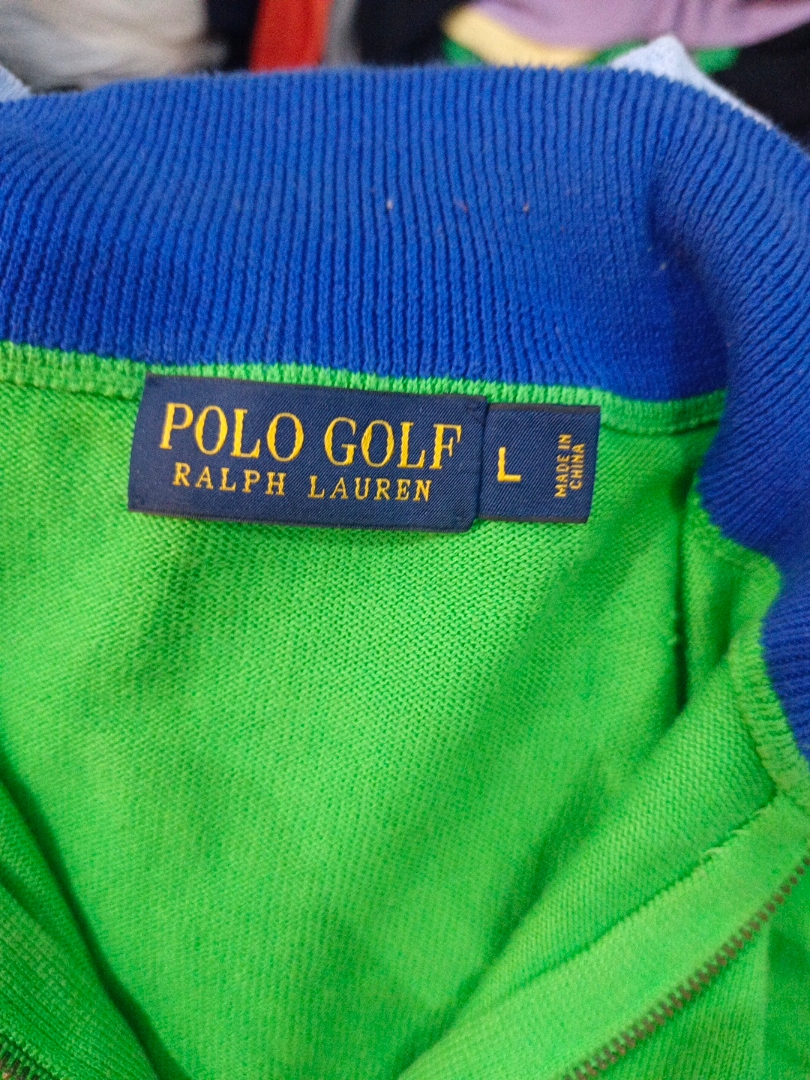 POLO GOLF
RALPH LAUREN
L
MADE IN
CHINA